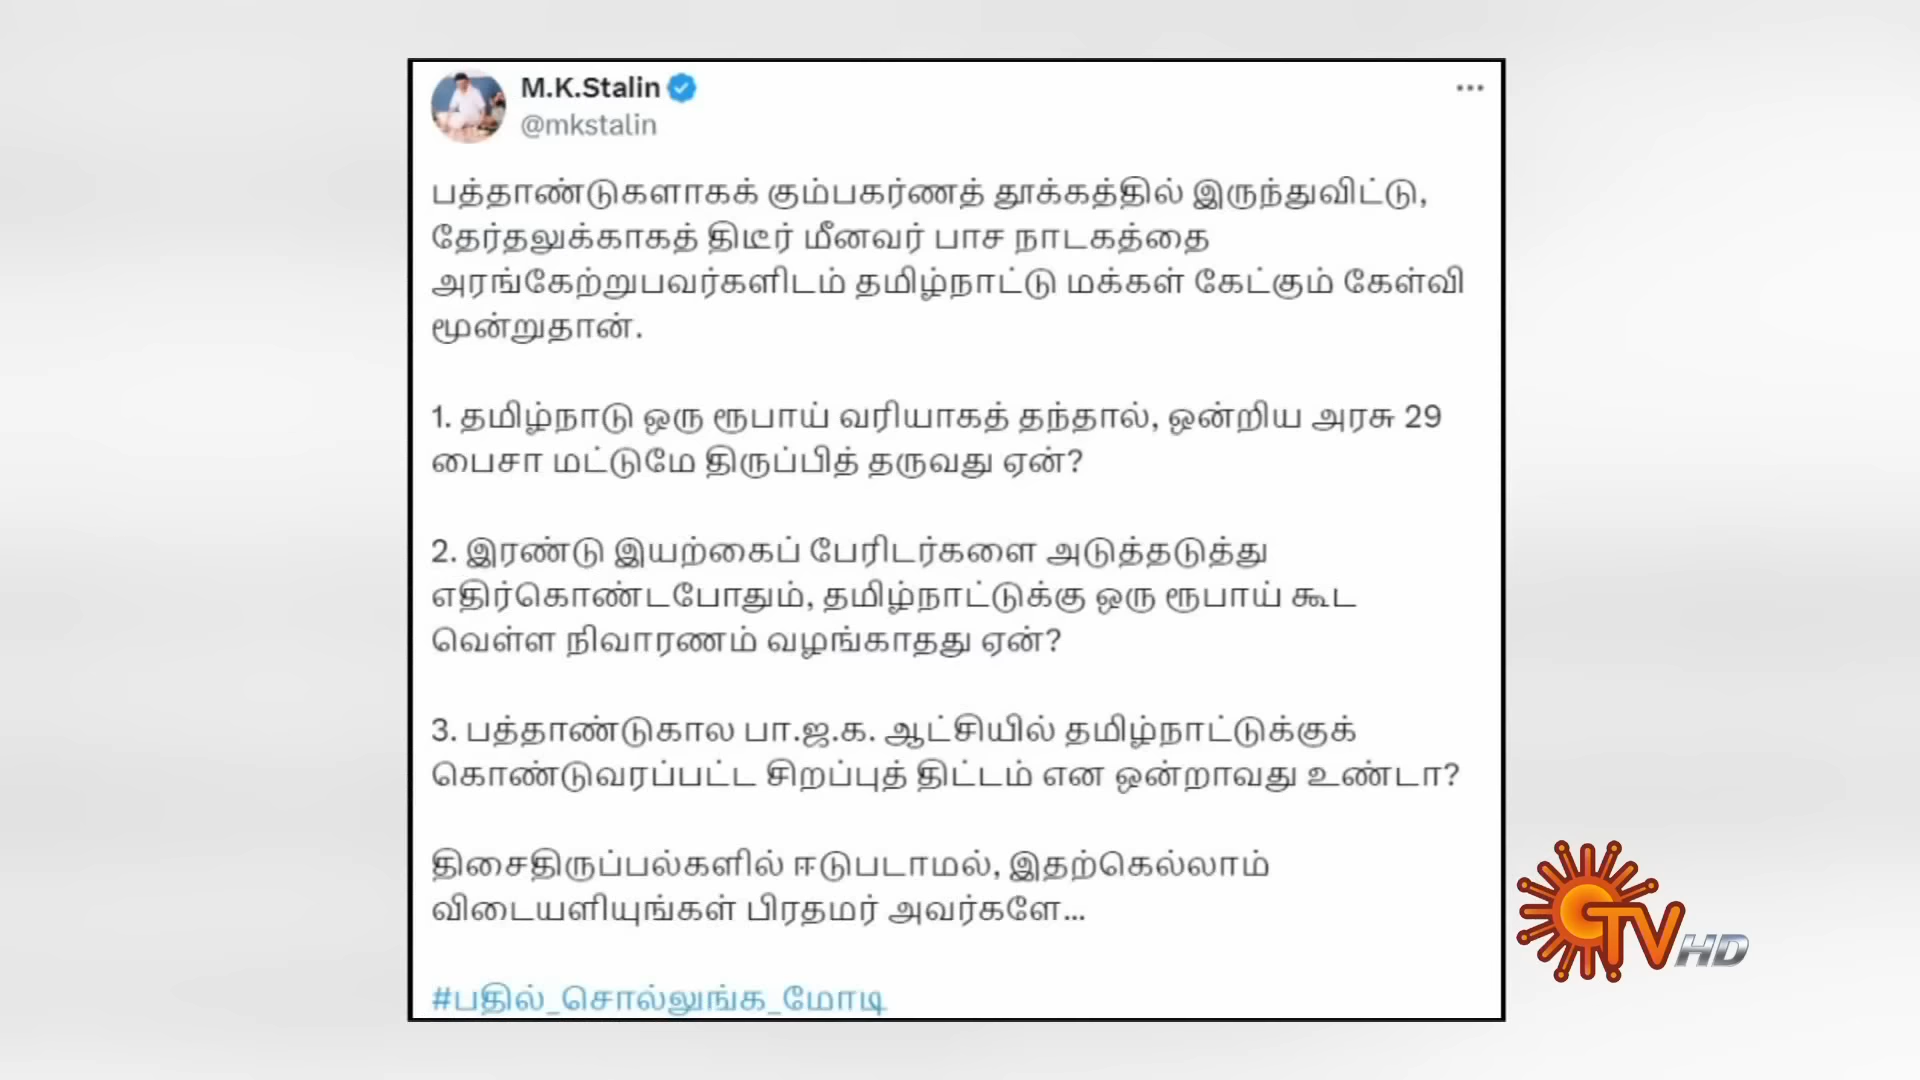 M.K.Stalin
@mkstalin
பத்தாண்டுகளாகக் கும்பகர்ணத் தூக்கத்தில் இருந்துவிட்டு,
தேர்தலுக்காகத் திடீர் மீனவர் பாச நாடகத்தை
அரங்கேற்றுபவர்களிடம் தமிழ்நாட்டு மக்கள் கேட்கும் கேள்வி
மூன்றுதான்.
1. தமிழ்நாடு ஒரு ரூபாய் வரியாகத் தந்தால், ஒன்றிய அரசு 29
பைசா மட்டுமே திருப்பித் தருவது ஏன்?
2. இரண்டு இயற்கைப் பேரிடர்களை அடுத்தடுத்து
எதிர்கொண்டபோதும், தமிழ்நாட்டுக்கு ஒரு ரூபாய் கூட
வெள்ள நிவாரணம் வழங்காதது ஏன்?
3. பத்தாண்டுகால பா.ஜ.க. ஆட்சியில் தமிழ்நாட்டுக்குக்
கொண்டுவரப்பட்ட சிறப்புத் திட்டம் என ஒன்றாவது உண்டா?
திசைதிருப்பல்களில் ஈடுபடாமல், இதற்கெல்லாம்
விடையளியுங்கள் பிரதமர் அவர்களே...
#பதில்_சொல்லுங்க_மோடி
TV HD